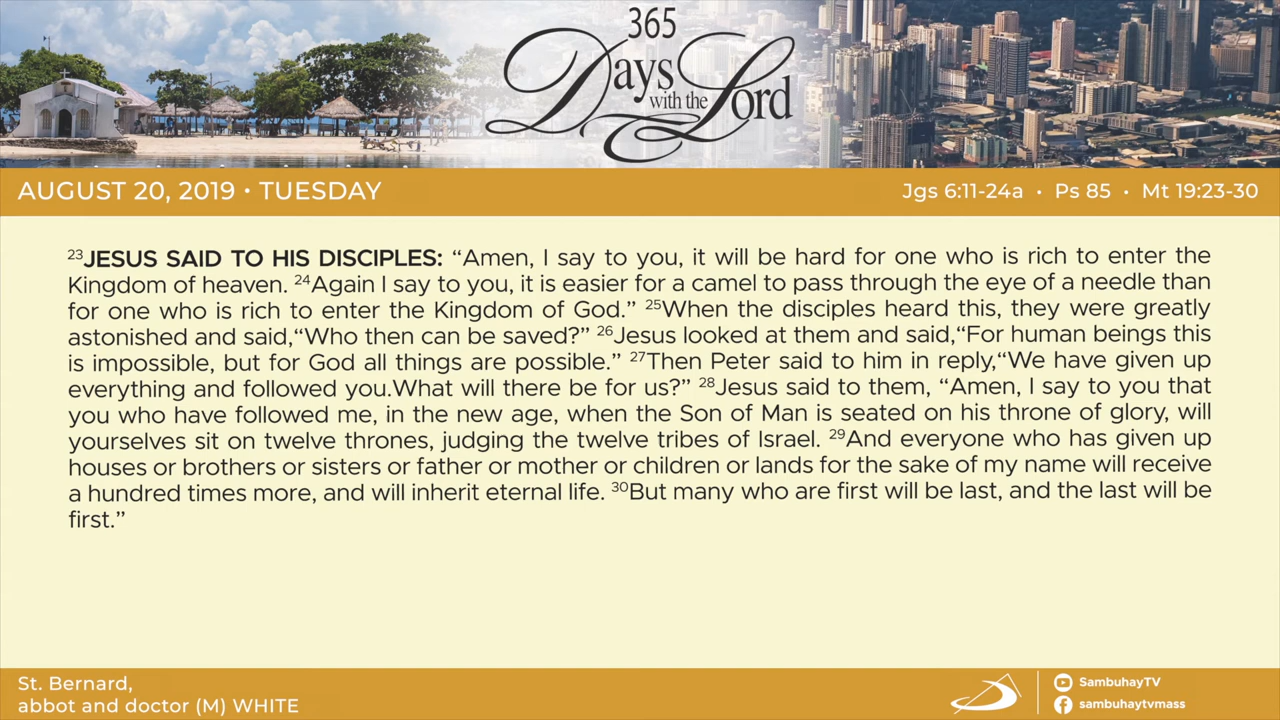 365
Days with the Lord
AUGUST 20, 2019 • TUESDAY
Jgs 6:11-24a • Ps 85 • Mt 19:23-30
23JESUS SAID TO HIS DISCIPLES: “Amen, I say to you, it will be hard for one who is rich to enter the
Kingdom of heaven. 24Again I say to you, it is easier for a camel to pass through the eye of a needle than
for one who is rich to enter the Kingdom of God.” 25When the disciples heard this, they were greatly
astonished and said,“Who then can be saved?” 26Jesus looked at them and said,“For human beings this
is impossible, but for God all things are possible.” 27Then Peter said to him in reply,“We have given up
everything and followed you.What will there be for us?” 28Jesus said to them, “Amen, I say to you that
you who have followed me, in the new age, when the Son of Man is seated on his throne of glory, will
yourselves sit on twelve thrones, judging the twelve tribes of Israel. 29And everyone who has given up
houses or brothers or sisters or father or mother or children or lands for the sake of my name will receive
a hundred times more, and will inherit eternal life. 30But many who are first will be last, and the last will be
first.”
St. Bernard,
abbot and doctor (M) WHITE
SambuhayTV
sambuhaytvmass